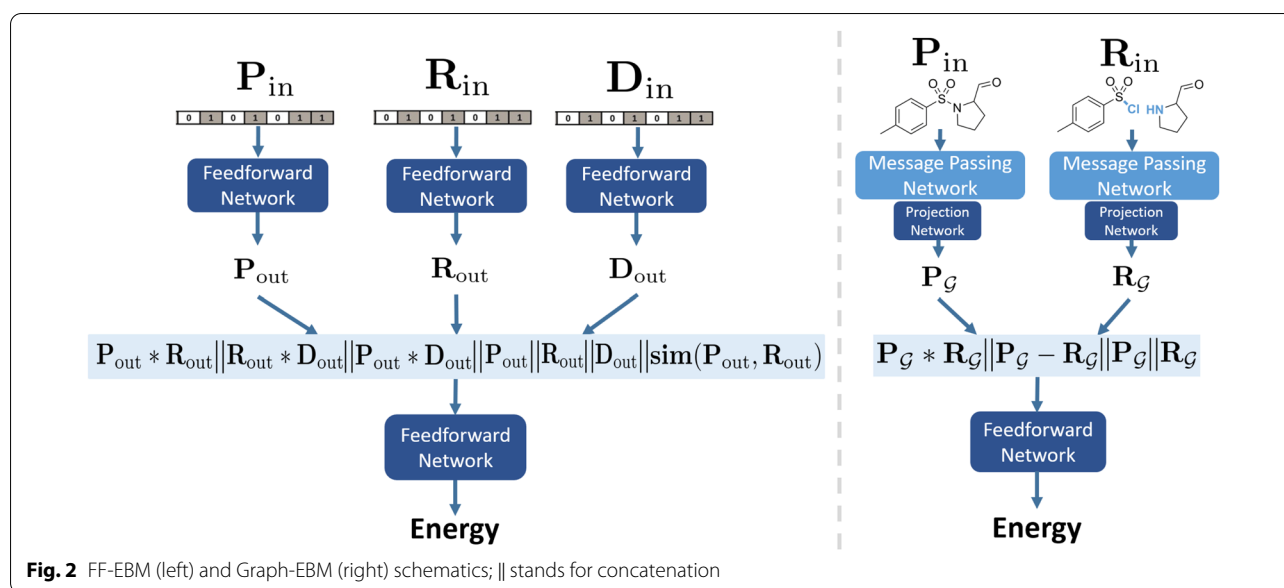 P_in R_in D_in
0 1 0 1 0 1 1 0 1 0 1 0 1 1 0 1 0 1 0 1 1
Feedforward Network Feedforward Network Feedforward Network
P_out R_out D_out
P_out * R_out||R_out * D_out||P_out * D_out||P_out||R_out||D_out||sim(P_out, R_out)
Feedforward
Network
Energy
P_in R_in
O O S N O O O S Cl HN O
Message Passing Network Message Passing Network
Projection Network Projection Network
P_𝒢 R_𝒢
P_𝒢 * R_𝒢||P_𝒢 − R_𝒢||P_𝒢||R_𝒢
Feedforward
Network
Energy
Fig. 2 FF-EBM (left) and Graph-EBM (right) schematics; || stands for concatenation